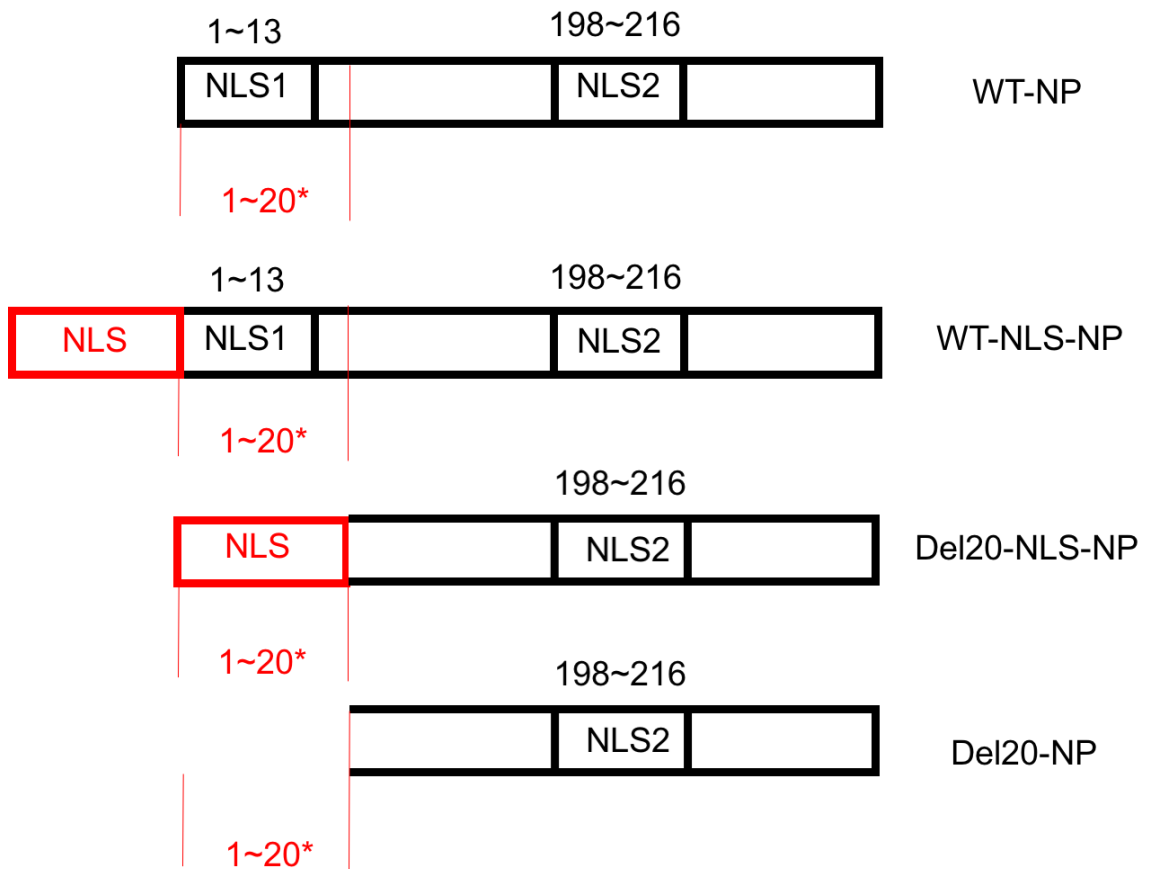 1~13 198~216
NLS1 NLS2 WT-NP
1~20*
1~13 198~216
NLS NLS1 NLS2 WT-NLS-NP
1~20*
198~216
NLS NLS2 Del20-NLS-NP
1~20*
198~216
NLS2 Del20-NP
1~20*